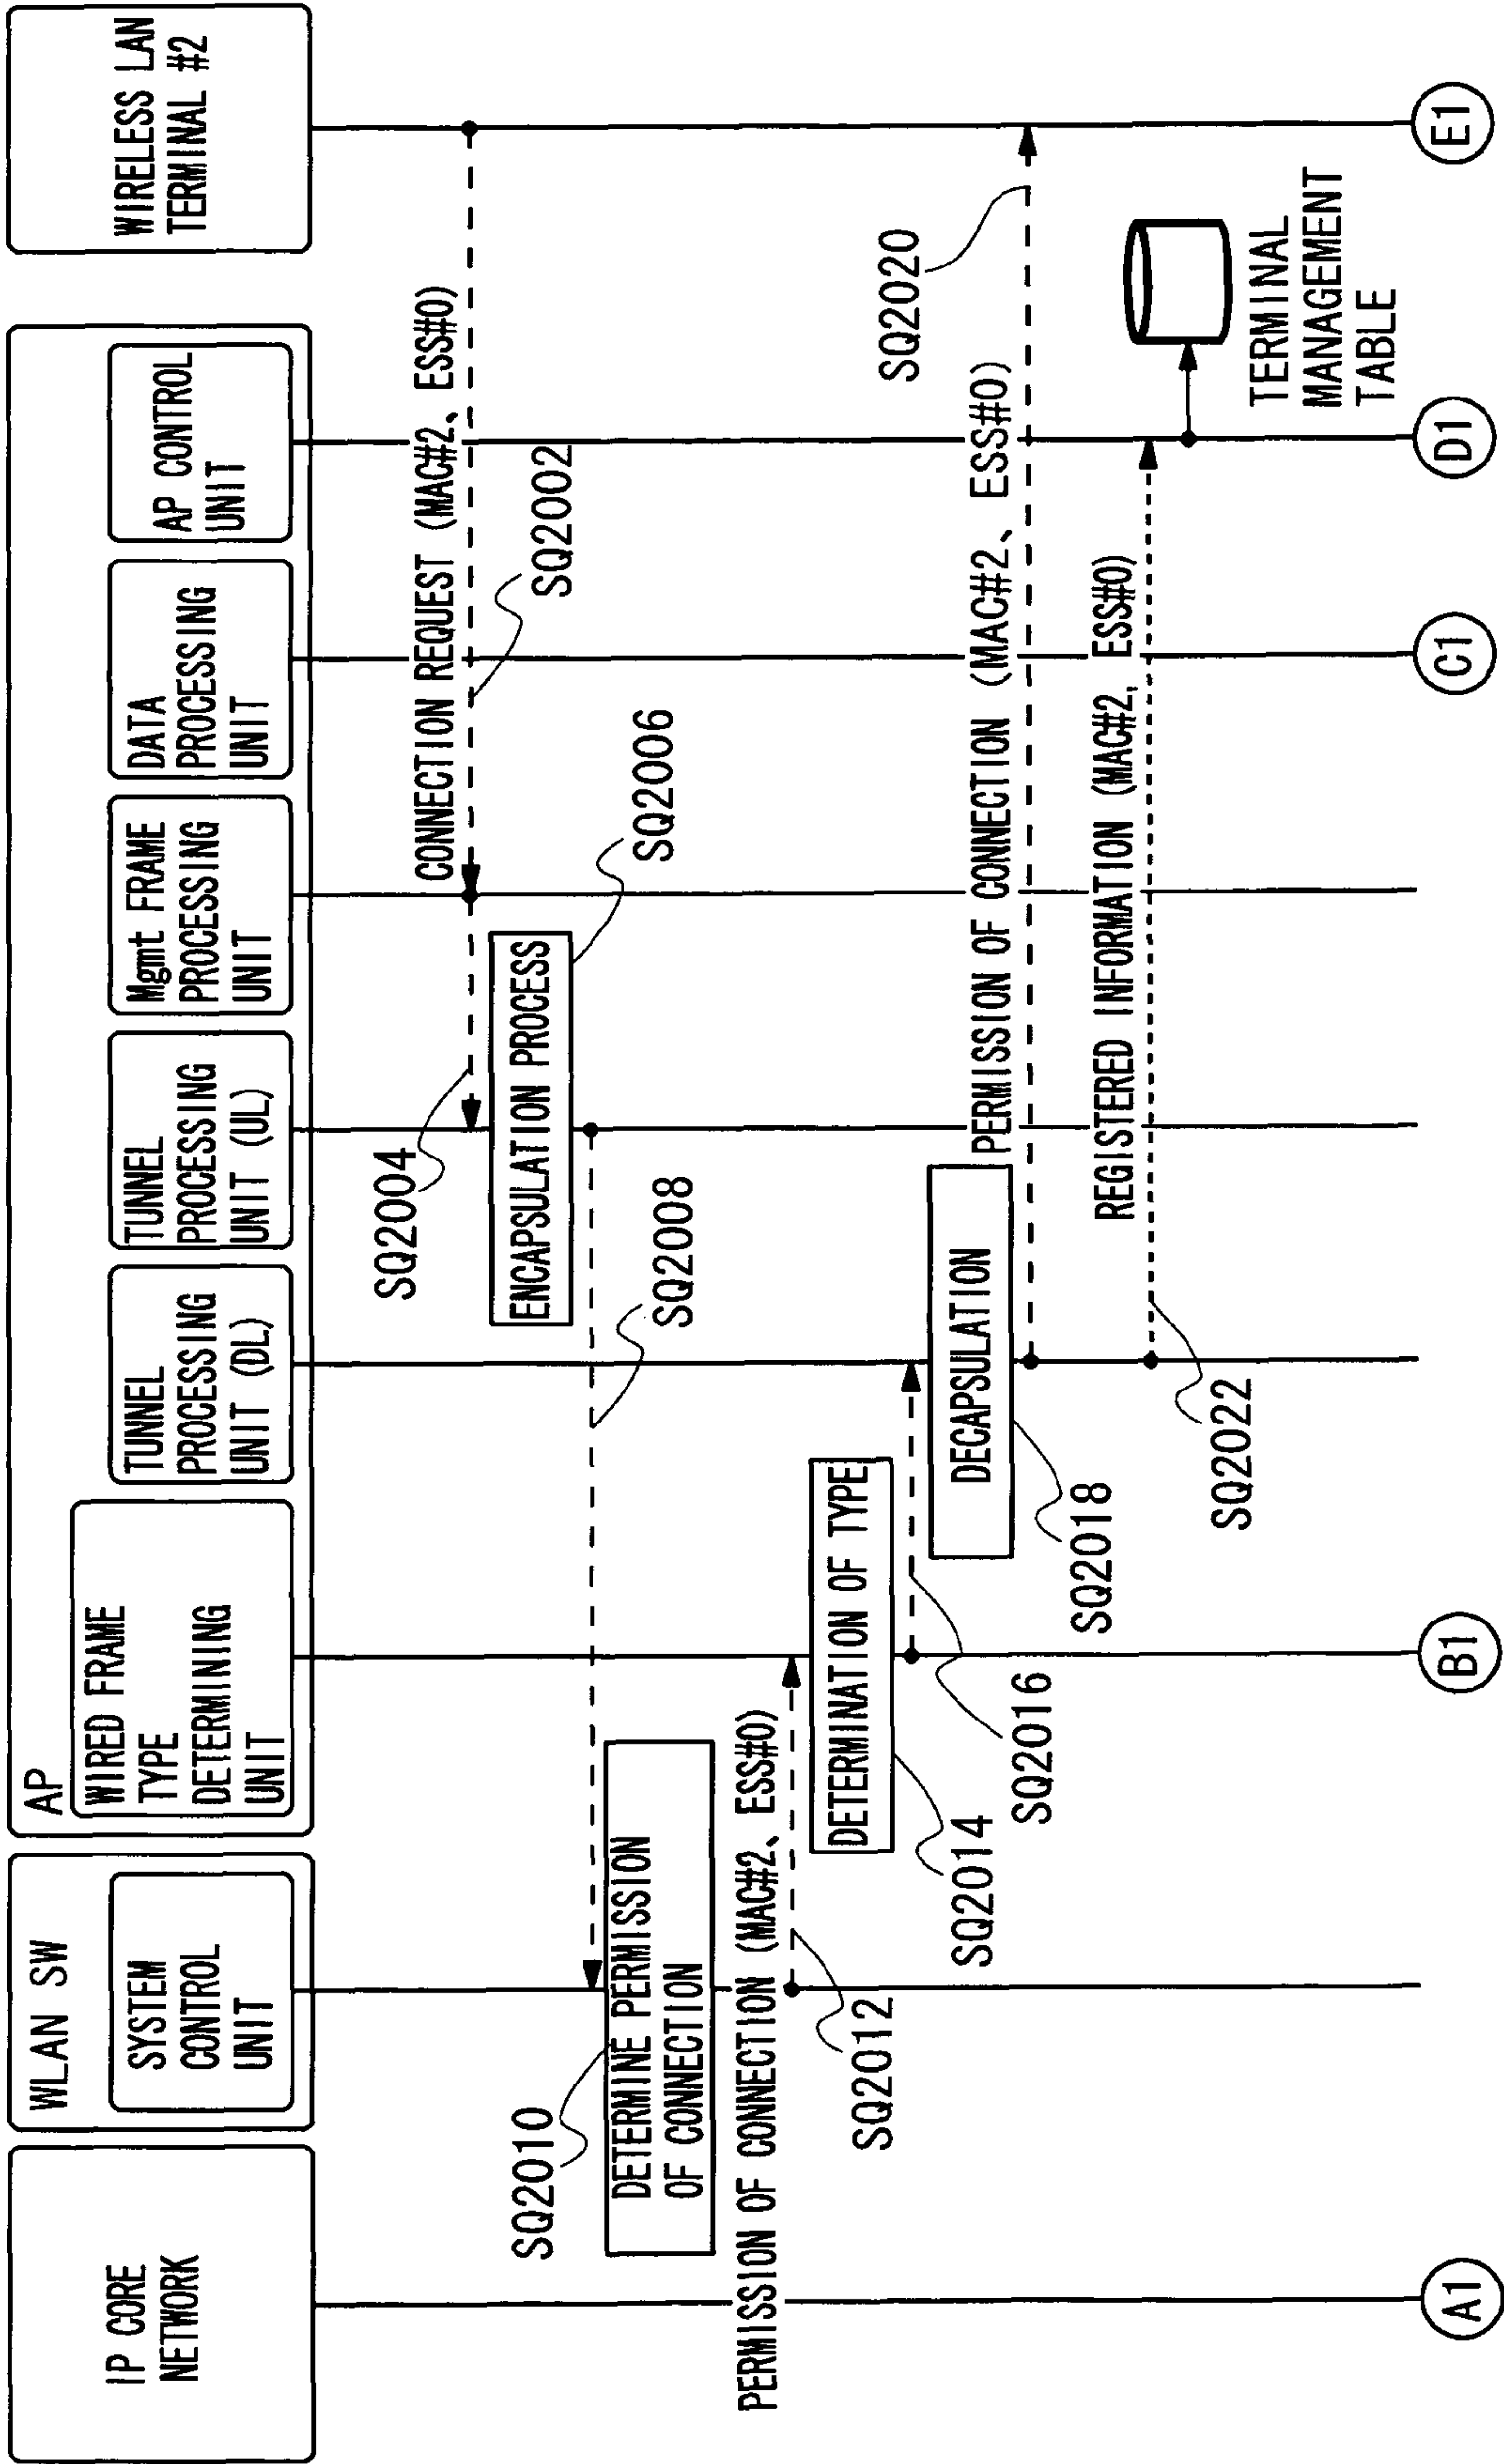 IP CORE
NETWORK
WLAN SW
SYSTEM
CONTROL
UNIT
AP
WIRED FRAME
TYPE
DETERMINING
UNIT
TUNNEL
PROCESSING
UNIT (DL)
TUNNEL
PROCESSING
UNIT (UL)
Mgmt FRAME
PROCESSING
UNIT
DATA
PROCESSING
UNIT
AP CONTROL
UNIT
WIRELESS LAN
TERMINAL #2
CONNECTION REQUEST (MAC#2、ESS#0)
SQ2002
SQ2004
ENCAPSULATION PROCESS
SQ2006
SQ2008
SQ2010
DETERMINE PERMISSION
OF CONNECTION
PERMISSION OF CONNECTION (MAC#2、ESS#0)
SQ2012
DETERMINATION OF TYPE
SQ2014
SQ2016
DECAPSULATION
SQ2018
PERMISSION OF CONNECTION (MAC#2、ESS#0)
SQ2020
REGISTERED INFORMATION (MAC#2, ESS#0)
SQ2022
TERMINAL
MANAGEMENT
TABLE
A1
B1
C1
D1
E1